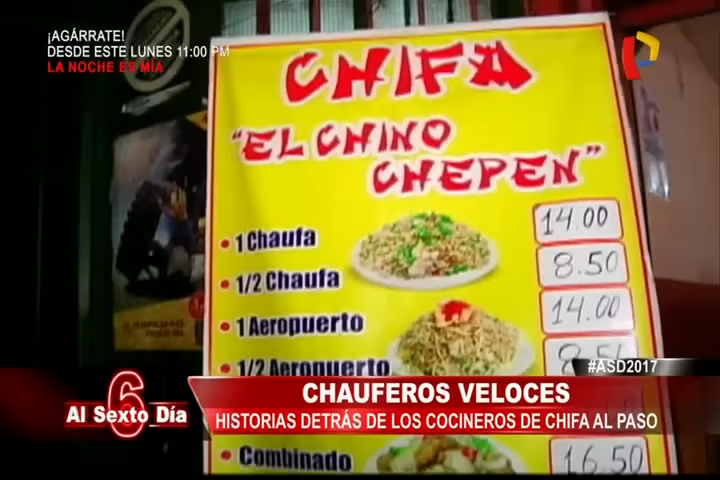 ¡AGÁRRATE!
DESDE ESTE LUNES 11:00 PM
LA NOCHE ES MÍA
P
CHIFA
"EL CHINO
CHEPEN"
• 1 Chaufa 14.00
• 1/2 Chaufa 8.50
• 1 Aeropuerto 14.00
• 1/2 Aeropuerto
#ASD2017
6
Al Sexto Día
CHAUFEROS VELOCES
HISTORIAS DETRÁS DE LOS COCINEROS DE CHIFA AL PASO
• Combinado 16.50